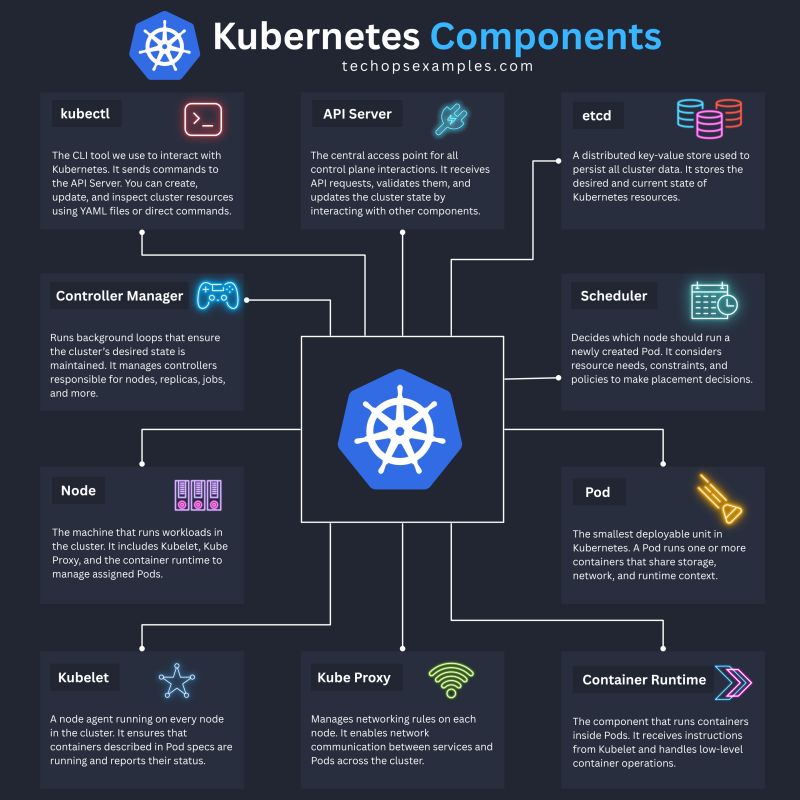 Kubernetes Components
techopsexamples.com
kubectl
The CLI tool we use to interact with
Kubernetes. It sends commands to
the API Server. You can create,
update, and inspect cluster resources
using YAML files or direct commands.
API Server
The central access point for all
control plane interactions. It receives
API requests, validates them, and
updates the cluster state by
interacting with other components.
etcd
A distributed key-value store used to
persist all cluster data. It stores the
desired and current state of
Kubernetes resources.
Controller Manager
Runs background loops that ensure
the cluster's desired state is
maintained. It manages controllers
responsible for nodes, replicas, jobs,
and more.
Scheduler
Decides which node should run a
newly created Pod. It considers
resource needs, constraints, and
policies to make placement decisions.
Node
The machine that runs workloads in
the cluster. It includes Kubelet, Kube
Proxy, and the container runtime to
manage assigned Pods.
Pod
The smallest deployable unit in
Kubernetes. A Pod runs one or more
containers that share storage,
network, and runtime context.
Kubelet
A node agent running on every node
in the cluster. It ensures that
containers described in Pod specs are
running and reports their status.
Kube Proxy
Manages networking rules on each
node. It enables network
communication between services and
Pods across the cluster.
Container Runtime
The component that runs containers
inside Pods. It receives instructions
from Kubelet and handles low-level
container operations.